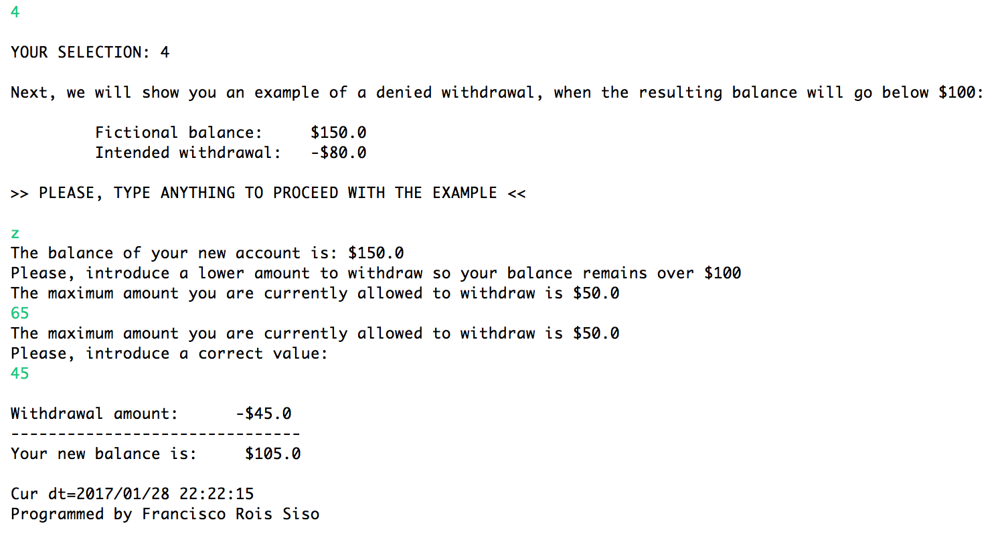 4
YOUR SELECTION: 4
Next, we will show you an example of a denied withdrawal, when the resulting balance will go below $100:
Fictional balance: $150.0
Intended withdrawal: -$80.0
>> PLEASE, TYPE ANYTHING TO PROCEED WITH THE EXAMPLE <<
z
The balance of your new account is: $150.0
Please, introduce a lower amount to withdraw so your balance remains over $100
The maximum amount you are currently allowed to withdraw is $50.0
65
The maximum amount you are currently allowed to withdraw is $50.0
Please, introduce a correct value:
45
Withdrawal amount: -$45.0
-------------------------------
Your new balance is: $105.0
Cur dt=2017/01/28 22:22:15
Programmed by Francisco Rois Siso